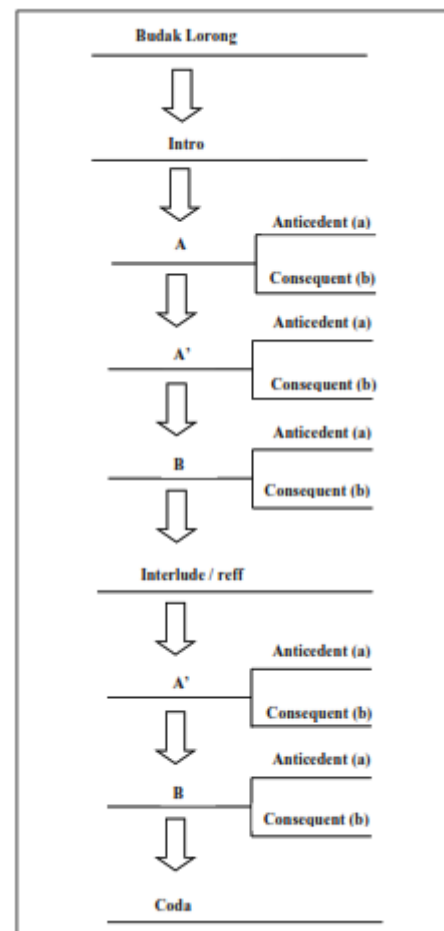 Budak Lorong
Intro
Anticedent (a)
A
Consequent (b)
Anticedent (a)
A’
Consequent (b)
Anticedent (a)
B
Consequent (b)
Interlude / reff
Anticedent (a)
A’
Consequent (b)
Anticedent (a)
B
Consequent (b)
Coda